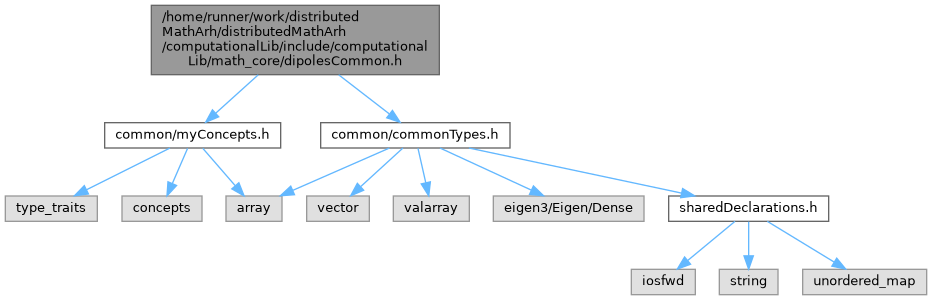 /home/runner/work/distributed
MathArh/distributedMathArh
/computationalLib/include/computational
Lib/math_core/dipolesCommon.h
common/myConcepts.h
common/commonTypes.h
type_traits
concepts
array
vector
valarray
eigen3/Eigen/Dense
sharedDeclarations.h
iosfwd
string
unordered_map